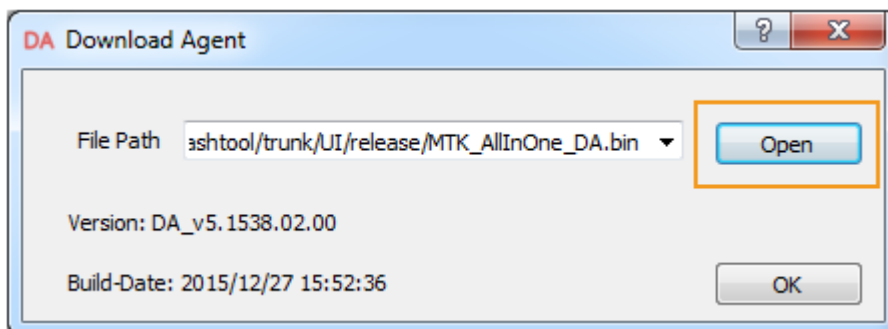 DA Download Agent
File Path ashtool/trunk/UI/release/MTK_AllInOne_DA.bin Open
Version: DA_v5.1538.02.00
Build-Date: 2015/12/27 15:52:36 OK